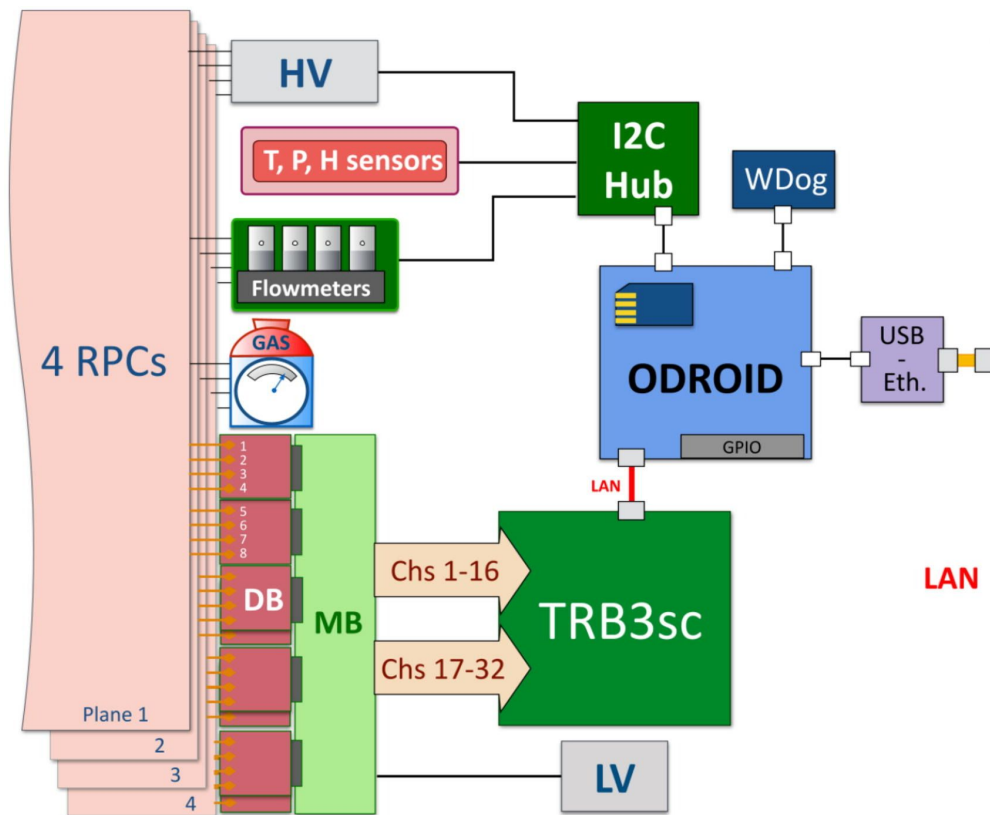 HV
T, P, H sensors
I2C
Hub
WDog
Flowmeters
GAS
4 RPCs
ODROID
GPIO
USB
-
Eth.
LAN
1
2
3
4
5
6
7
8
DB
MB
Chs 1-16
Chs 17-32
TRB3sc
LAN
Plane 1
2
3
4
LV